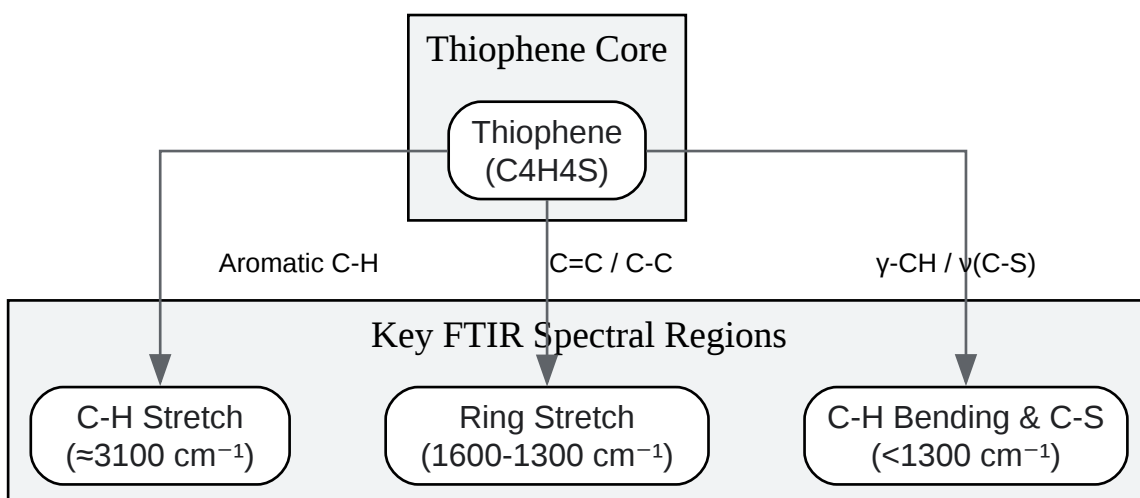 Thiophene Core
Thiophene
(C4H4S)
Aromatic C-H
C=C / C-C
γ-CH / ν(C-S)
Key FTIR Spectral Regions
C-H Stretch
(≈3100 cm⁻¹)
Ring Stretch
(1600-1300 cm⁻¹)
C-H Bending & C-S
(<1300 cm⁻¹)